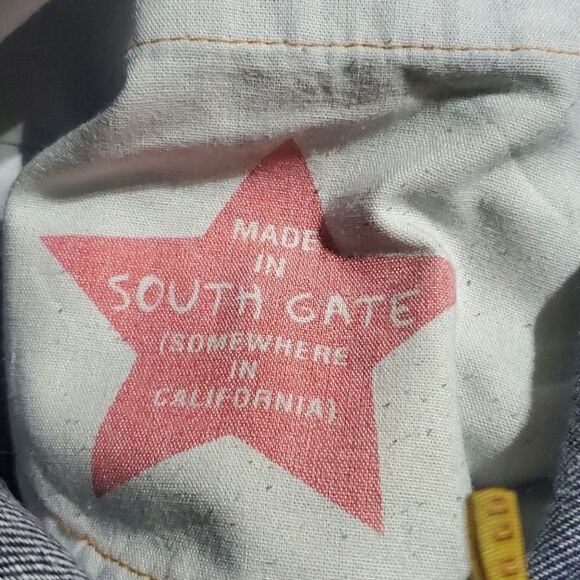 MADE
IN
SOUTH GATE
(SOMEWHERE
IN
CALIFORNIA)